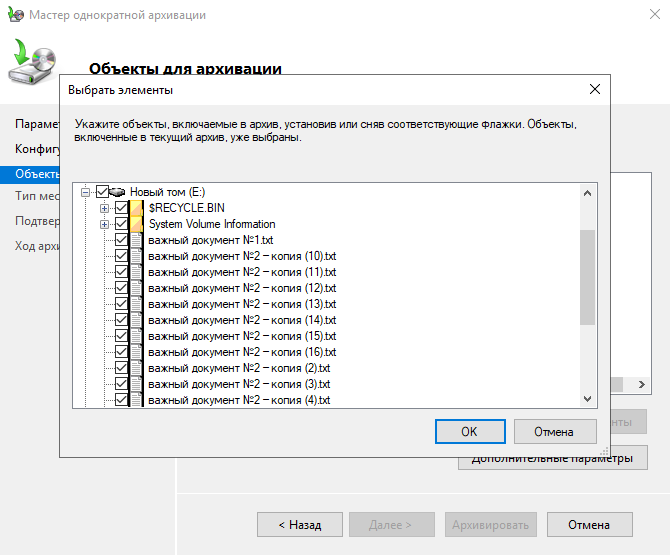 Мастер однократной архивации
Объекты для архивации
Выбрать элементы
Укажите объекты, включаемые в архив, установив или сняв соответствующие флажки. Объекты,
включенные в текущий архив, уже выбраны.
Конфигу
Объекты
Тип мес
Подтвер
Ход архи
Новый том (E:)
$RECYCLE.BIN
System Volume Information
важный документ №1.txt
важный документ №2 – копия (10).txt
важный документ №2 – копия (11).txt
важный документ №2 – копия (12).txt
важный документ №2 – копия (13).txt
важный документ №2 – копия (14).txt
важный документ №2 – копия (15).txt
важный документ №2 – копия (16).txt
важный документ №2 – копия (2).txt
важный документ №2 – копия (3).txt
важный документ №2 – копия (4).txt
OK
Отмена
нты
Дополнительные параметры
< Назад
Далее >
Архивировать
Отмена